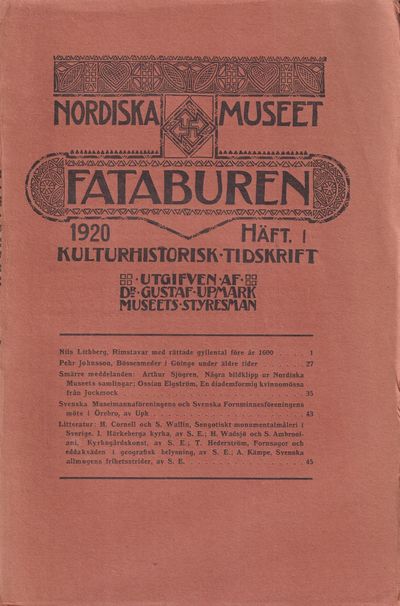 NORDISKA MUSEET
FATABUREN
1920 HÄFT. 1
KULTURHISTORISK·TIDSKRIFT
·UTGIFVEN·AF·
DR·GUSTAF·UPMARK
MUSEETS·STYRESMAN
Nils Lithberg, Rimstavar med rättade gyllental före år 1600 1
Pehr Johnsson, Bössesmeder i Göinge under äldre tider 27
Smärre meddelanden: Arthur Sjögren, Några bildklipp ur Nordiska
Museets samlingar; Ossian Elgström, En diademformig kvinnomössa
från Juckmock 35
Svenska Museimannaföreningens och Svenska Fornminnesföreningens
möte i Örebro, av Upk 43
Litteratur: H. Cornell och S. Wallin, Sengotiskt monumentalmåleri i
Sverige. I. Härkeberga kyrka, av S. E.; H. Wadsjö och S. Ambrosi-
ani, Kyrkogårdskonst, av S. E.; T. Hederström, Fornsagor och
eddakväden i geografisk belysning, av S. E.; A. Kämpe, Svenska
allmogens frihetsstrider, av S. E. 45